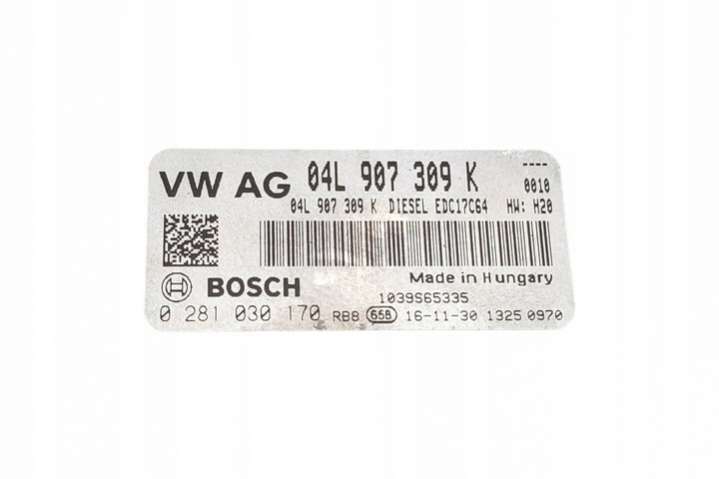 VW AG 04L 907 309 K ----
0010
04L 907 309 K DIESEL EDC17C64 HW: H20
BOSCH Made in Hungary
1039S65335
0 281 030 170 RB8 658 16-11-30 1325 0970